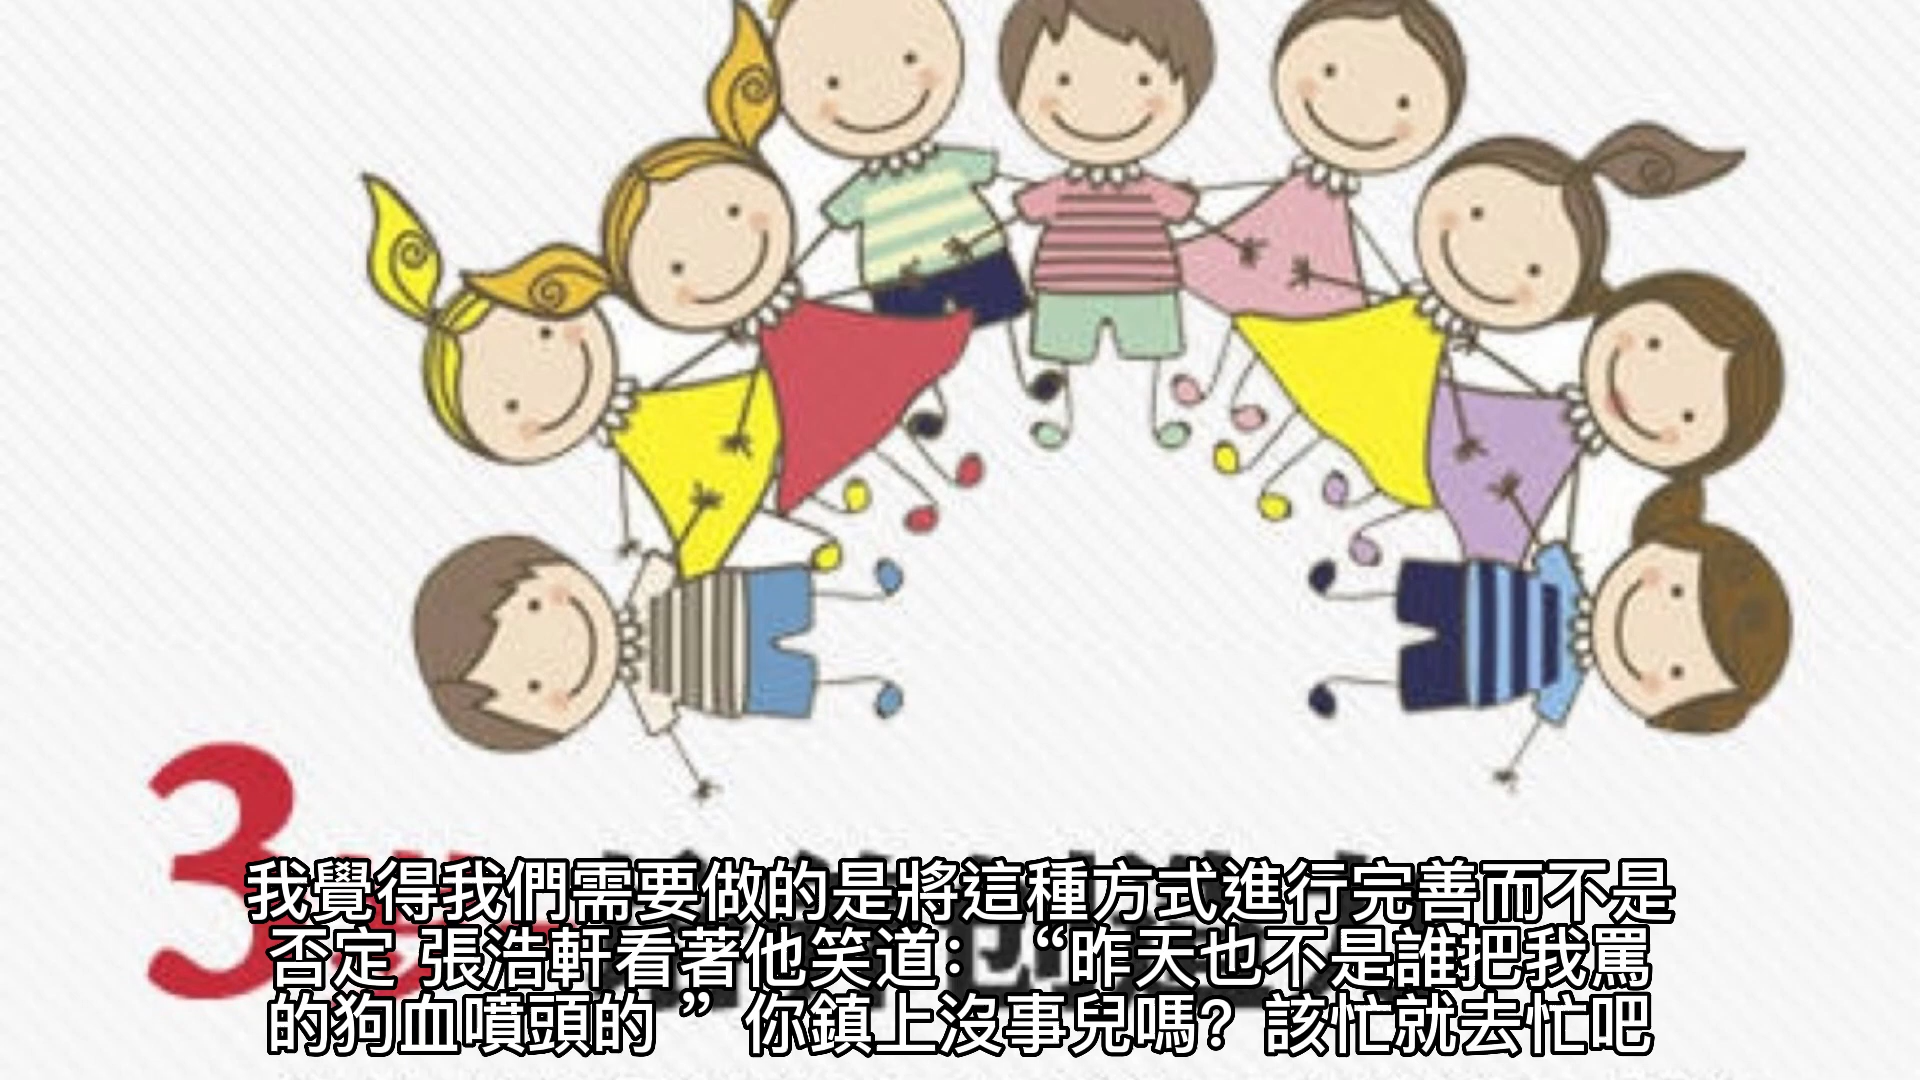 3
我覺得我們需要做的是將這種方式進行完善而不是
否定 張浩軒看著他笑道：“昨天也不是誰把我罵
的狗血噴頭的 ”你鎮上沒事兒嗎？該忙就去忙吧